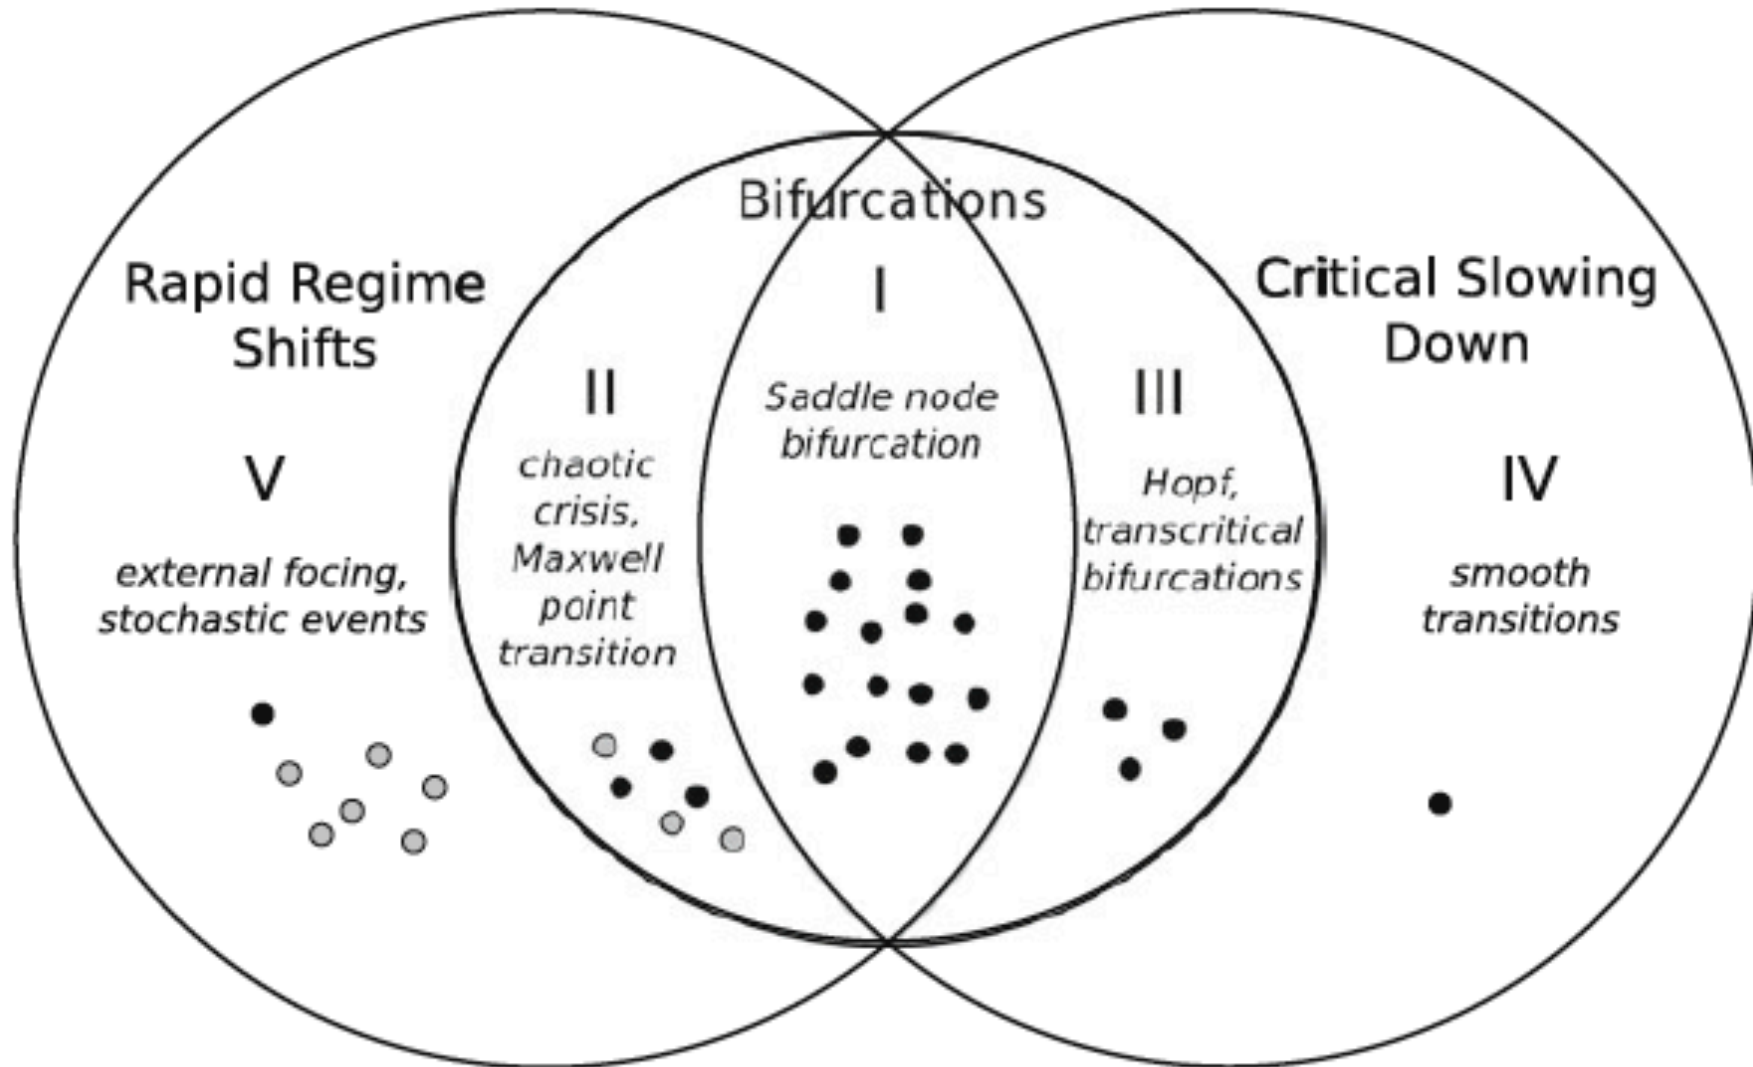 Bifurcations
I
Saddle node
bifurcation
Rapid Regime
Shifts
V
external focing,
stochastic events
II
chaotic
crisis,
Maxwell
point
transition
III
Hopf,
transcritical
bifurcations
Critical Slowing
Down
IV
smooth
transitions